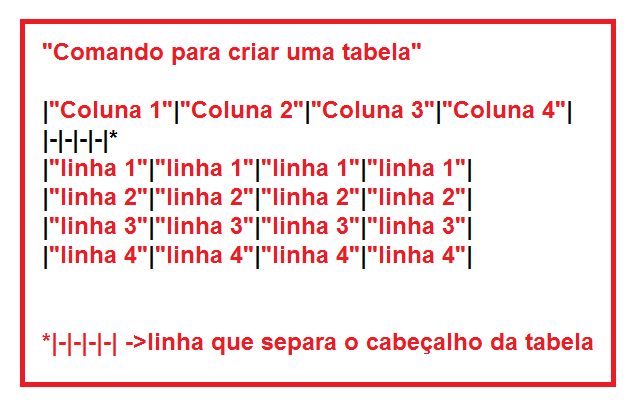 "Comando para criar uma tabela"
|"Coluna 1"|"Coluna 2"|"Coluna 3"|"Coluna 4"|
|-|-|-|-|*
|"linha 1"|"linha 1"|"linha 1"|"linha 1"|
|"linha 2"|"linha 2"|"linha 2"|"linha 2"|
|"linha 3"|"linha 3"|"linha 3"|"linha 3"|
|"linha 4"|"linha 4"|"linha 4"|"linha 4"|
*|-|-|-|-| ->linha que separa o cabeçalho da tabela